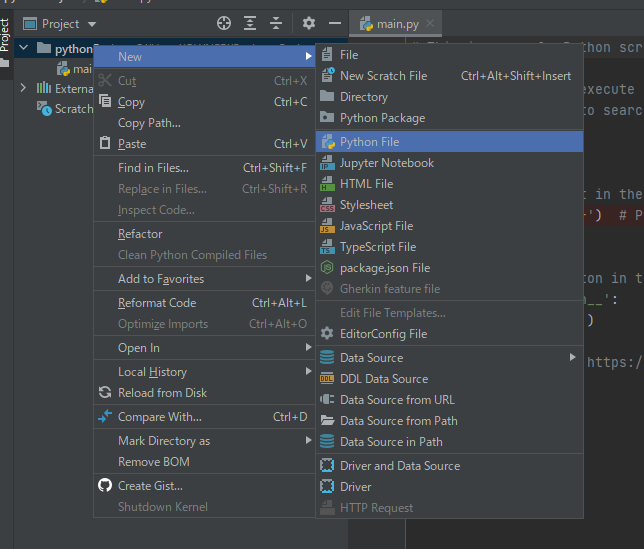 Project
main.py
Project
python
mai
Externa
Scratch
New
Cut Ctrl+X
Copy Ctrl+C
Copy Path...
Paste Ctrl+V
Find in Files... Ctrl+Shift+F
Replace in Files... Ctrl+Shift+R
Inspect Code...
Refactor
Clean Python Compiled Files
Add to Favorites
Reformat Code Ctrl+Alt+L
Optimize Imports Ctrl+Alt+O
Open In
Local History
Reload from Disk
Compare With... Ctrl+D
Mark Directory as
Remove BOM
Create Gist...
Shutdown Kernel
File
New Scratch File Ctrl+Alt+Shift+Insert
Directory
Python Package
Python File
Jupyter Notebook
HTML File
Stylesheet
JavaScript File
TypeScript File
package.json File
Gherkin feature file
Edit File Templates...
EditorConfig File
Data Source
DDL Data Source
Data Source from URL
Data Source from Path
Data Source in Path
Driver and Data Source
Driver
HTTP Request
ython scr
execute
to searc
t in the
') # P
ton in t
__':
)
https:/